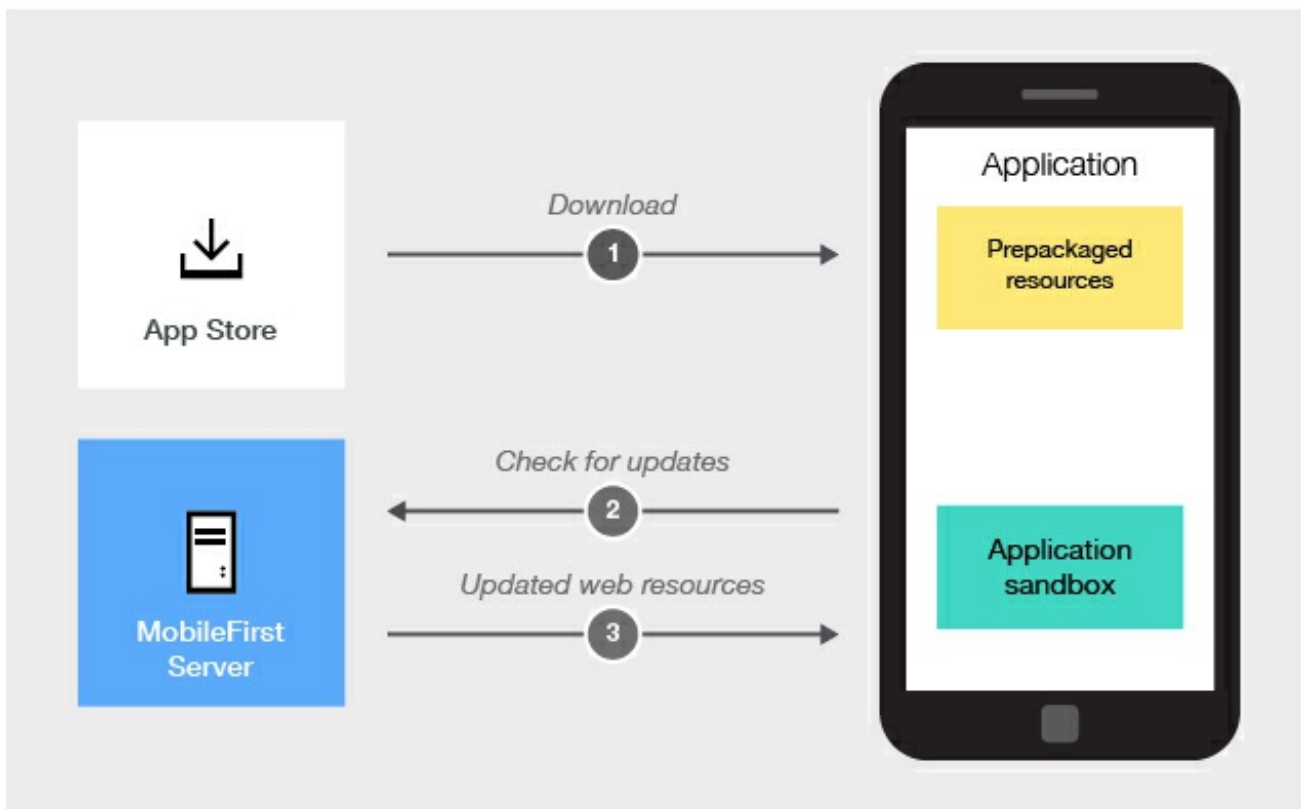 Application
Download
1
Prepackaged
resources
App Store
Check for updates
2
Application
sandbox
Updated web resources
3
MobileFirst
Server